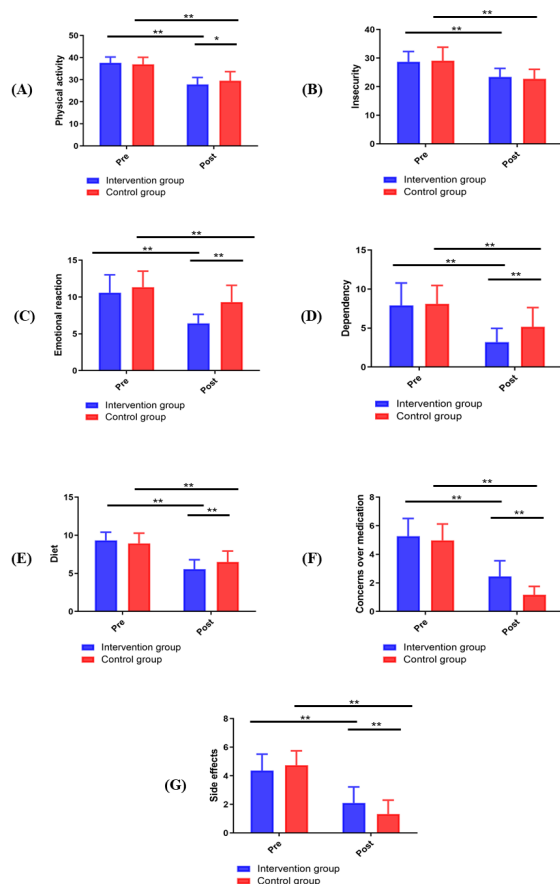 **
**
*
50
40
30
20
10
0
Physical activity
(A)
Pre
Post
Intervention group
Control group
**
**
40
30
20
10
0
Insecurity
(B)
Pre
Post
Intervention group
Control group
**
**
**
15
10
5
0
Emotional reaction
(C)
Pre
Post
Intervention group
Control group
**
**
**
15
10
5
0
Dependency
(D)
Pre
Post
Intervention group
Control group
**
**
**
15
10
5
0
Diet
(E)
Pre
Post
Intervention group
Control group
**
**
**
8
6
4
2
0
Concerns over medication
(F)
Pre
Post
Intervention group
Control group
**
**
**
8
6
4
2
0
Side effects
(G)
Pre
Post
Intervention group
Control group